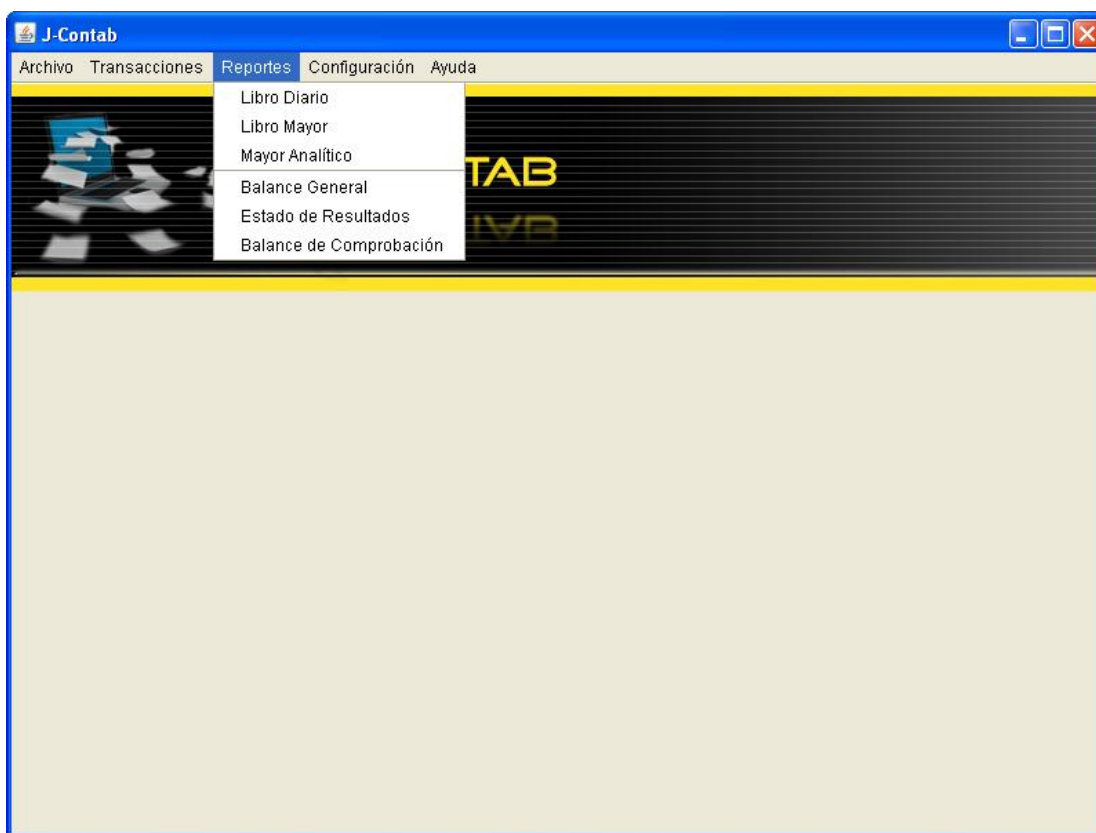 J-Contab
Archivo Transacciones Reportes Configuración Ayuda
Libro Diario
Libro Mayor
Mayor Analítico
TAB
Balance General
Estado de Resultados
Balance de Comprobación